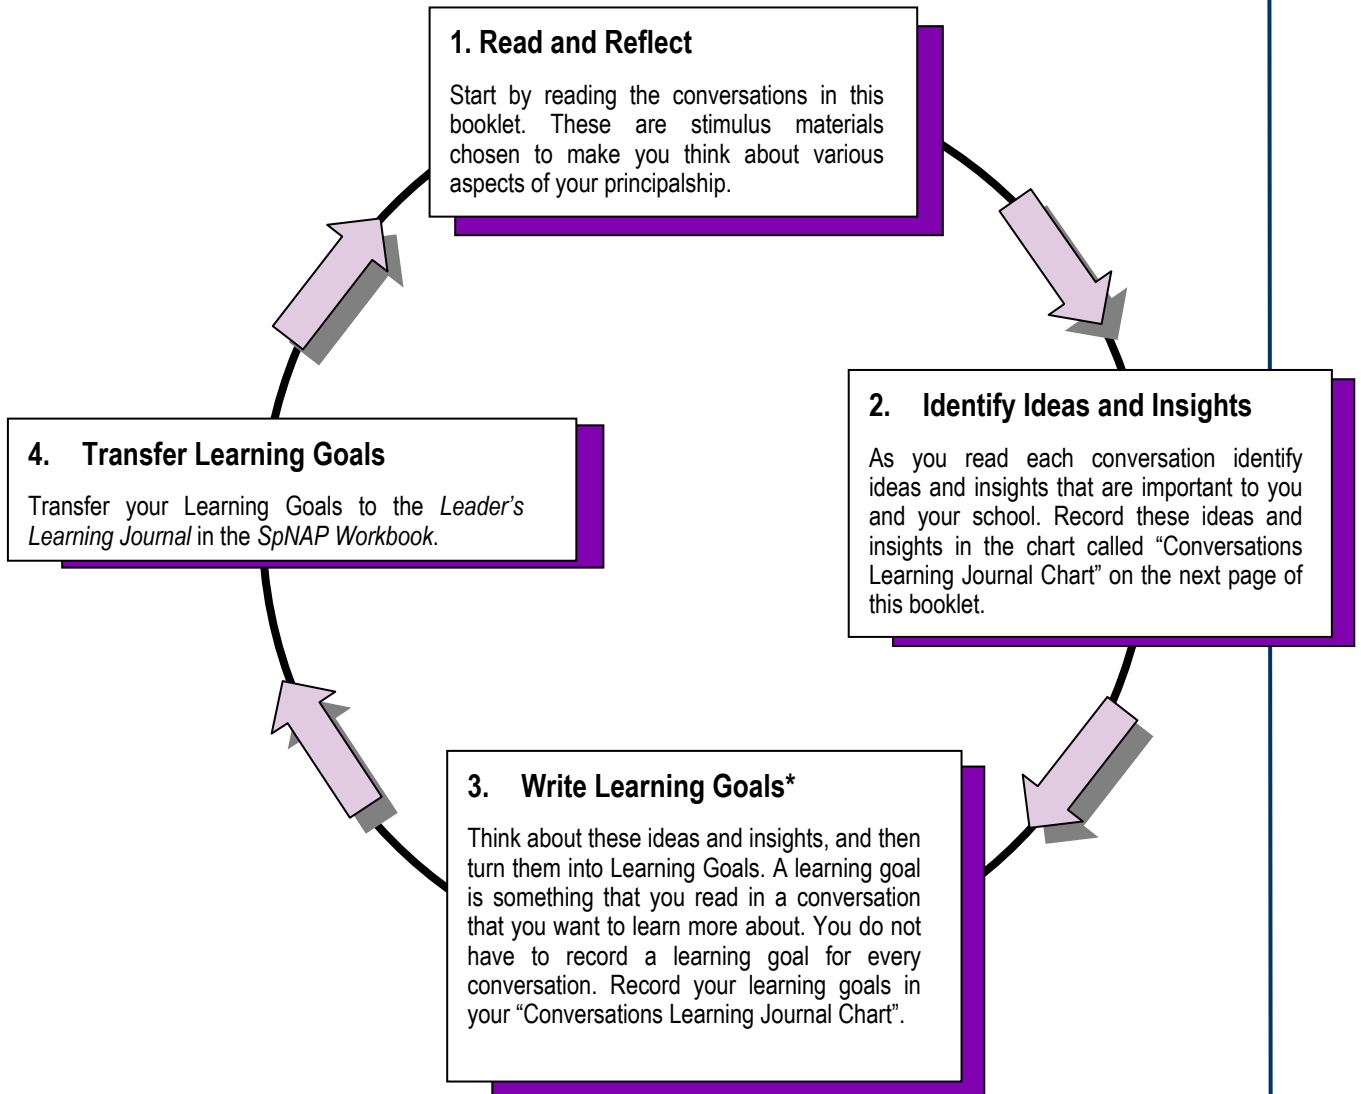 1. Read and Reflect
Start by reading the conversations in this
booklet. These are stimulus materials
chosen to make you think about various
aspects of your principalship.
2. Identify Ideas and Insights
As you read each conversation identify
ideas and insights that are important to you
and your school. Record these ideas and
insights in the chart called “Conversations
Learning Journal Chart” on the next page of
this booklet.
3. Write Learning Goals*
Think about these ideas and insights, and then
turn them into Learning Goals. A learning goal
is something that you read in a conversation
that you want to learn more about. You do not
have to record a learning goal for every
conversation. Record your learning goals in
your “Conversations Learning Journal Chart”.
4. Transfer Learning Goals
Transfer your Learning Goals to the Leader’s
Learning Journal in the SpNAP Workbook.